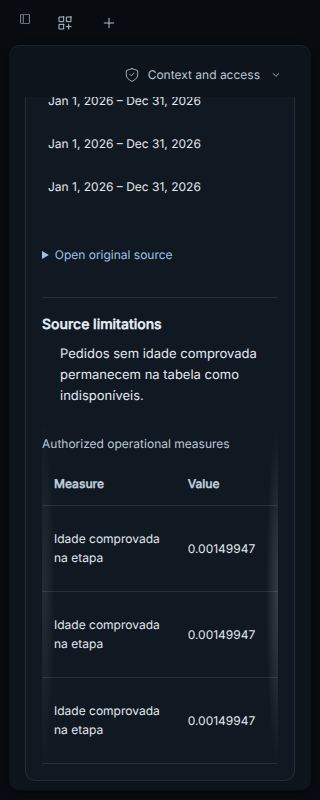 Context and access
Jan 1, 2026 – Dec 31, 2026
Jan 1, 2026 – Dec 31, 2026
Jan 1, 2026 – Dec 31, 2026
Open original source
Source limitations
Pedidos sem idade comprovada
permanecem na tabela como
indisponíveis.
Authorized operational measures
Measure Value
Idade comprovada
na etapa
0.00149947
Idade comprovada
na etapa
0.00149947
Idade comprovada
na etapa
0.00149947